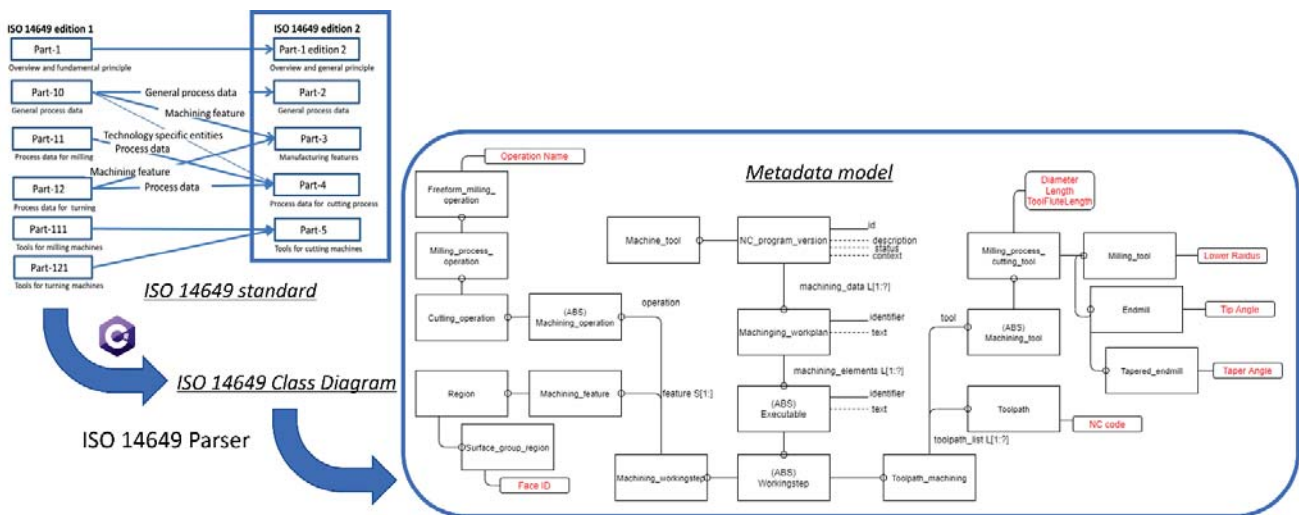 ISO 14649 edition 1
ISO 14649 edition 2
Part-1
Overview and fundamental principle
Part-1 edition 2
Overview and general principle
Part-10
General process data
General process data
Part-2
General process data
Machining feature
Part-11
Process data for milling
Technology specific entities
Process data
Part-3
Manufacturing features
Machining feature
Part-12
Process data for turning
Process data
Part-4
Process data for cutting process
Part-111
Tools for milling machines
Part-5
Tools for cutting machines
Part-121
Tools for turning machines
ISO 14649 standard
C#
ISO 14649 Class Diagram
ISO 14649 Parser
Metadata model
Operation Name
Freeform_milling_
operation
Milling_process_
operation
Cutting_operation
(ABS)
Machining_operation
operation
Region
Machining_feature
feature S[1:]
Surface_group_region
Face ID
Machining_workingstep
Machine_tool
NC_program_version
id
description
status
context
machining_data L[1:?]
Machinging_workplan
identifier
text
machining_elements L[1:?]
(ABS)
Executable
identifier
text
(ABS)
Workingstep
Toolpath_machining
toolpath_list L[1:?]
tool
Diameter
Length
ToolFluteLength
Milling_process_
cutting_tool
(ABS)
Machining_tool
Milling_tool
Lower Raidus
Endmill
Tip Angle
Tapered_endmill
Taper Angle
Toolpath
NC code